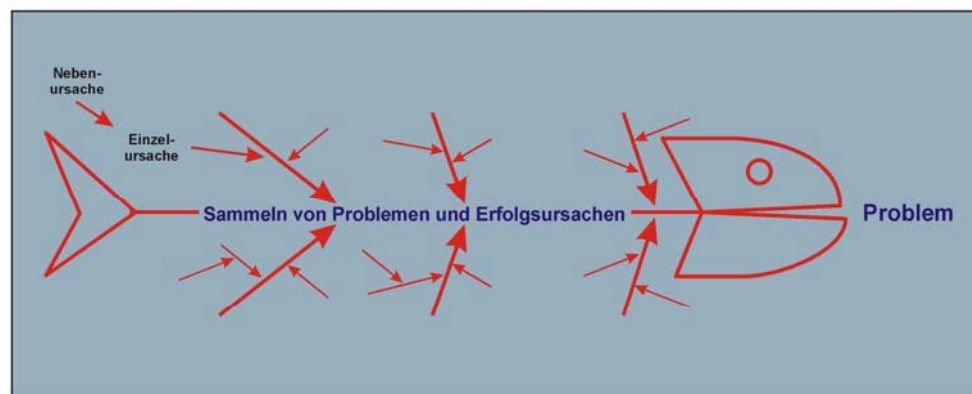 Neben-
ursache
Einzel-
ursache
Sammeln von Problemen und Erfolgsursachen
Problem